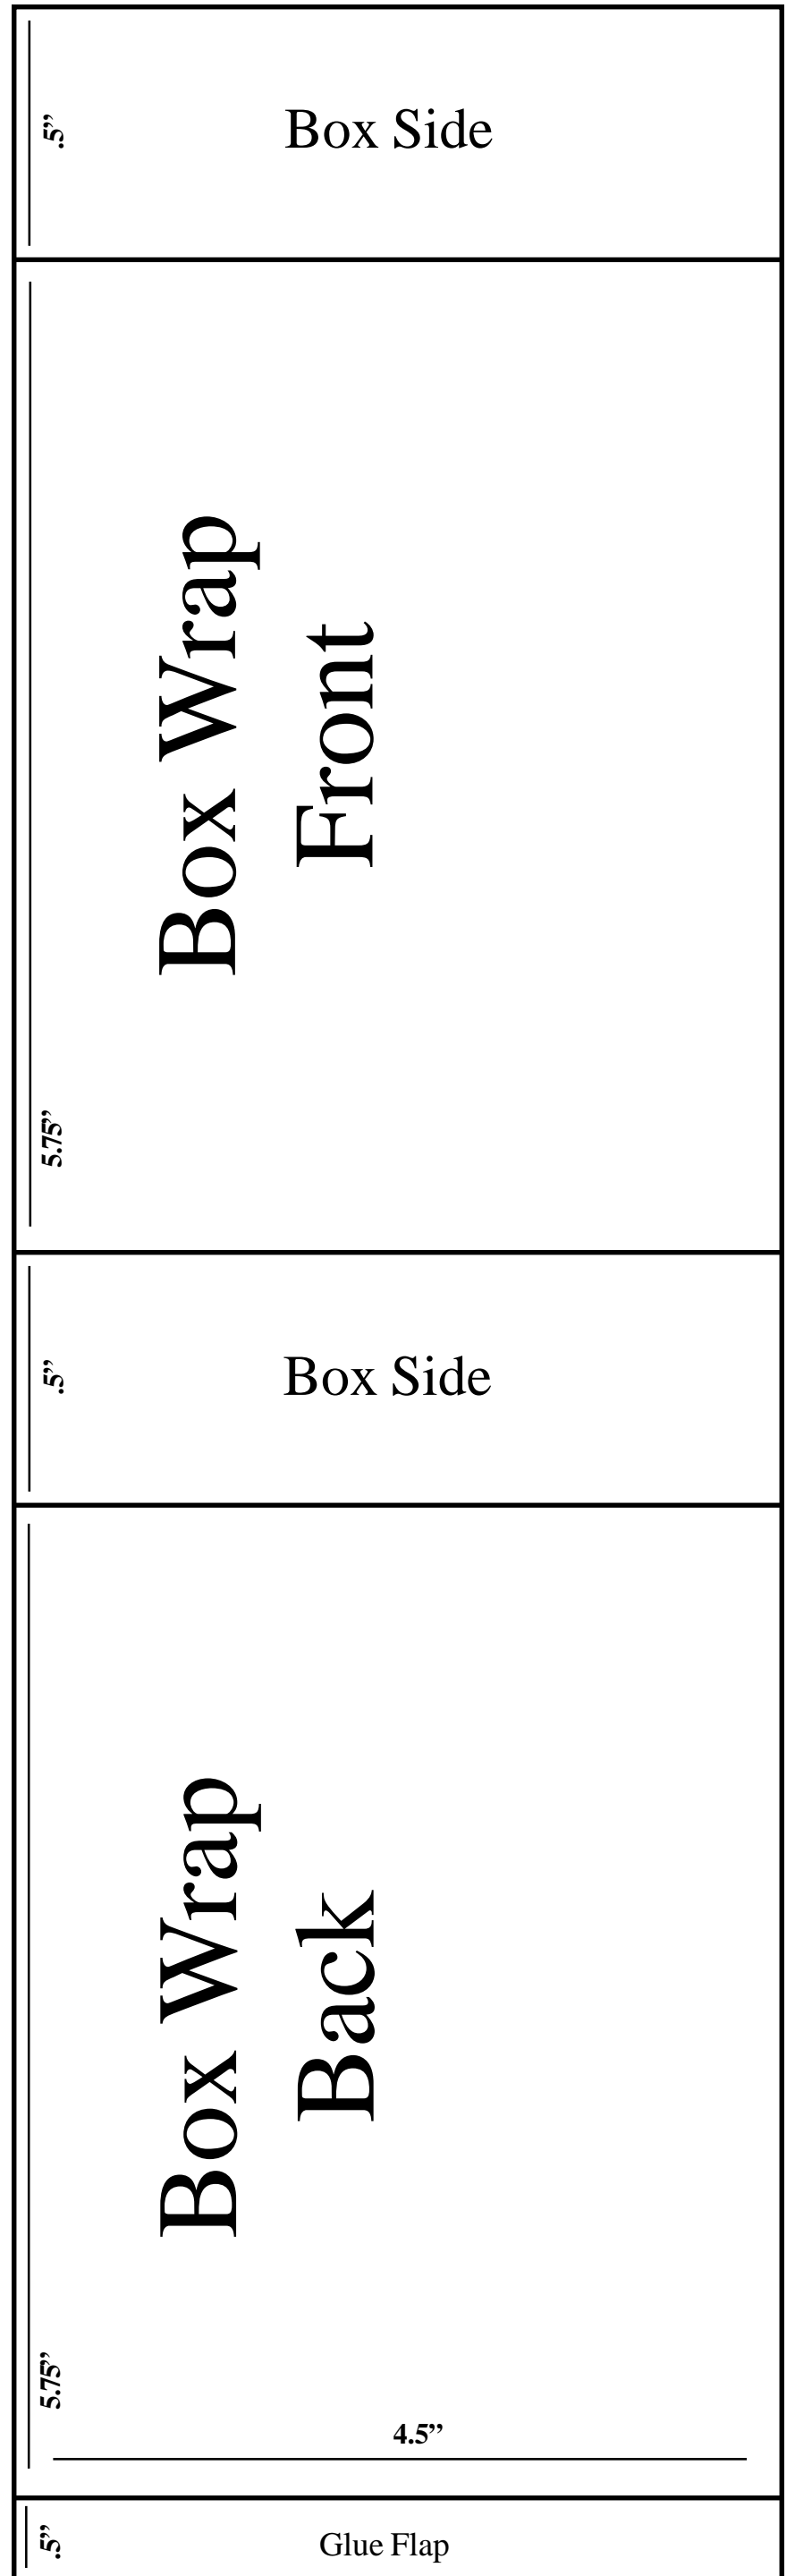 .5”
Box Side
Box Wrap
Front
5.75”
.5”
Box Side
Box Wrap
Back
5.75”
4.5”
.5”
Glue Flap